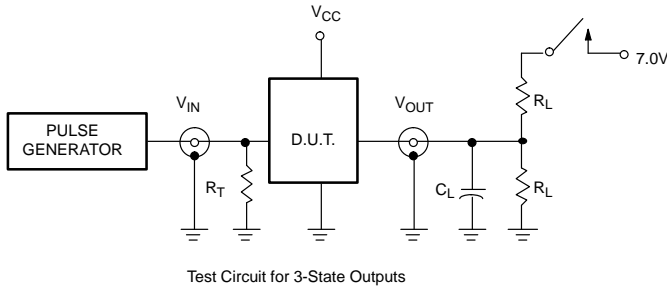 VCC
7.0V
RL
VIN
VOUT
PULSE
GENERATOR
D.U.T.
RT
CL
RL
Test Circuit for 3-State Outputs